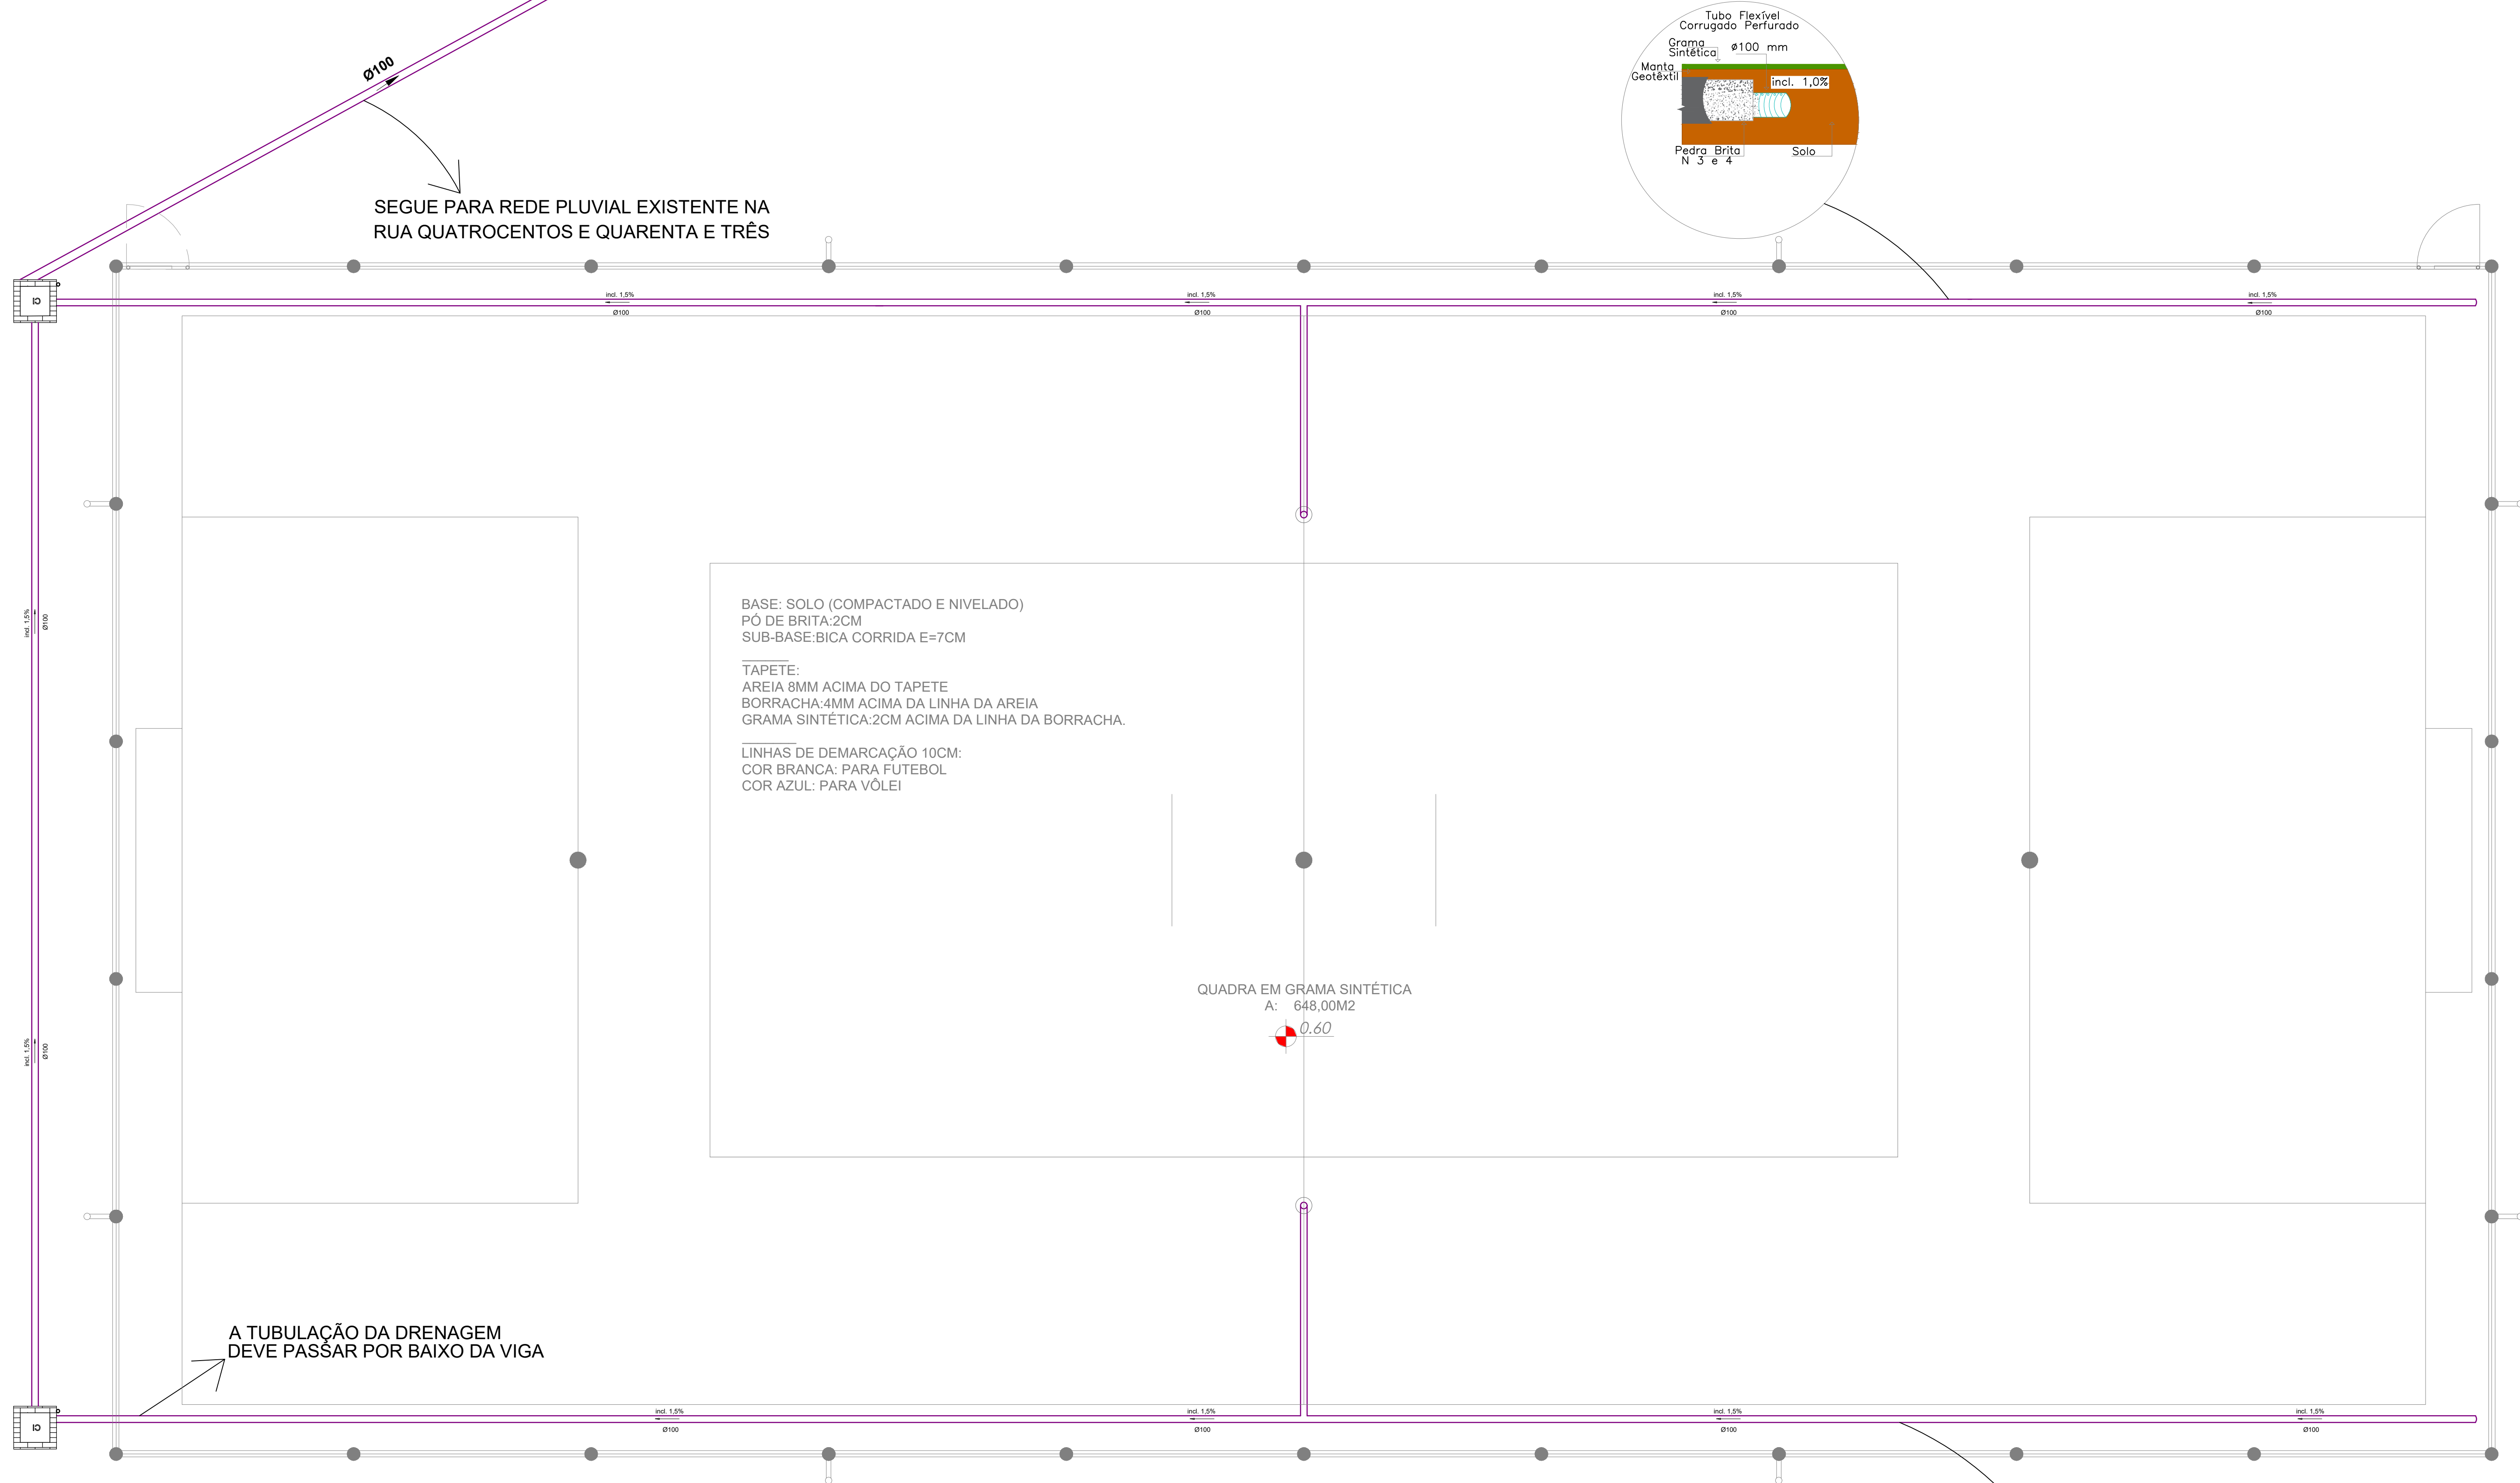 Tubo Flexível
Corrugado Perfurado
Grama
Sintética
Ø100 mm
Manta
Geotêxtil
incl. 1,0%
Pedra Brita
N 3 e 4
Solo
Ø100
SEGUE PARA REDE PLUVIAL EXISTENTE NA
RUA QUATROCENTOS E QUARENTA E TRÊS
incl. 1,5%
incl. 1,5%
incl. 1,5%
incl. 1,5%
Ø100
Ø100
Ø100
Ø100
BASE: SOLO (COMPACTADO E NIVELADO)
PÓ DE BRITA:2CM
SUB-BASE:BICA CORRIDA E=7CM
TAPETE:
AREIA 8MM ACIMA DO TAPETE
BORRACHA:4MM ACIMA DA LINHA DA AREIA
GRAMA SINTÉTICA:2CM ACIMA DA LINHA DA BORRACHA.
LINHAS DE DEMARCAÇÃO 10CM:
COR BRANCA: PARA FUTEBOL
COR AZUL: PARA VÔLEI
incl. 1,5%
Ø100
incl. 1,5%
Ø100
QUADRA EM GRAMA SINTÉTICA
A: 648,00M2
0.60
A TUBULAÇÃO DA DRENAGEM
DEVE PASSAR POR BAIXO DA VIGA
incl. 1,5%
incl. 1,5%
incl. 1,5%
incl. 1,5%
Ø100
Ø100
Ø100
Ø100